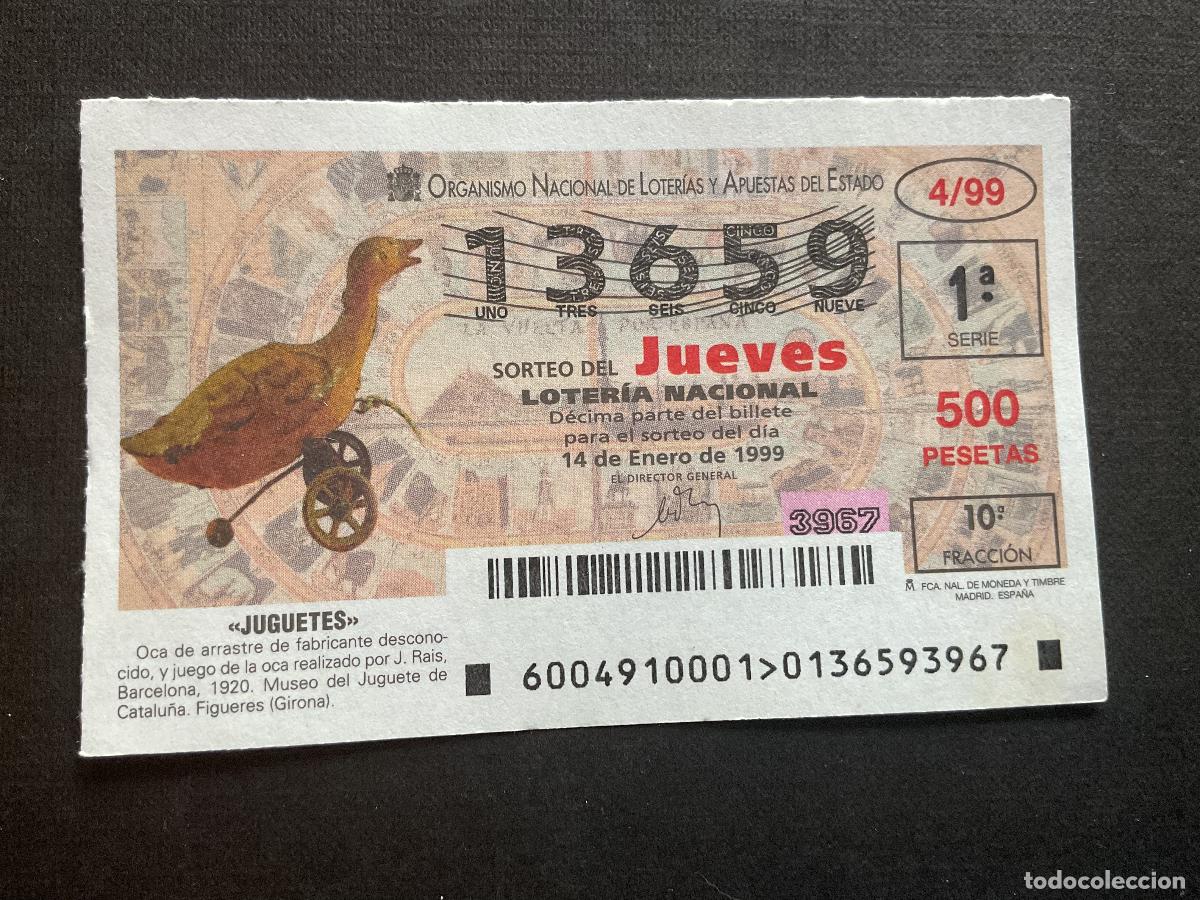 ORGANISMO NACIONAL DE LOTERÍAS Y APUESTAS DEL ESTADO
4/99
13659
UNO TRES SEIS CINCO NUEVE
1ª
SERIE
LA VUELTA POR ESPAÑA
SORTEO DEL Jueves
LOTERÍA NACIONAL
Décima parte del billete
para el sorteo del día
14 de Enero de 1999
EL DIRECTOR GENERAL
500
PESETAS
3967
10ª
FRACCIÓN
M FCA. NAL. DE MONEDA Y TIMBRE
MADRID. ESPAÑA
«JUGUETES»
Oca de arrastre de fabricante descono-
cido, y juego de la oca realizado por J. Rais,
Barcelona, 1920. Museo del Juguete de
Cataluña. Figueres (Girona).
6004910001>0136593967
todocoleccion